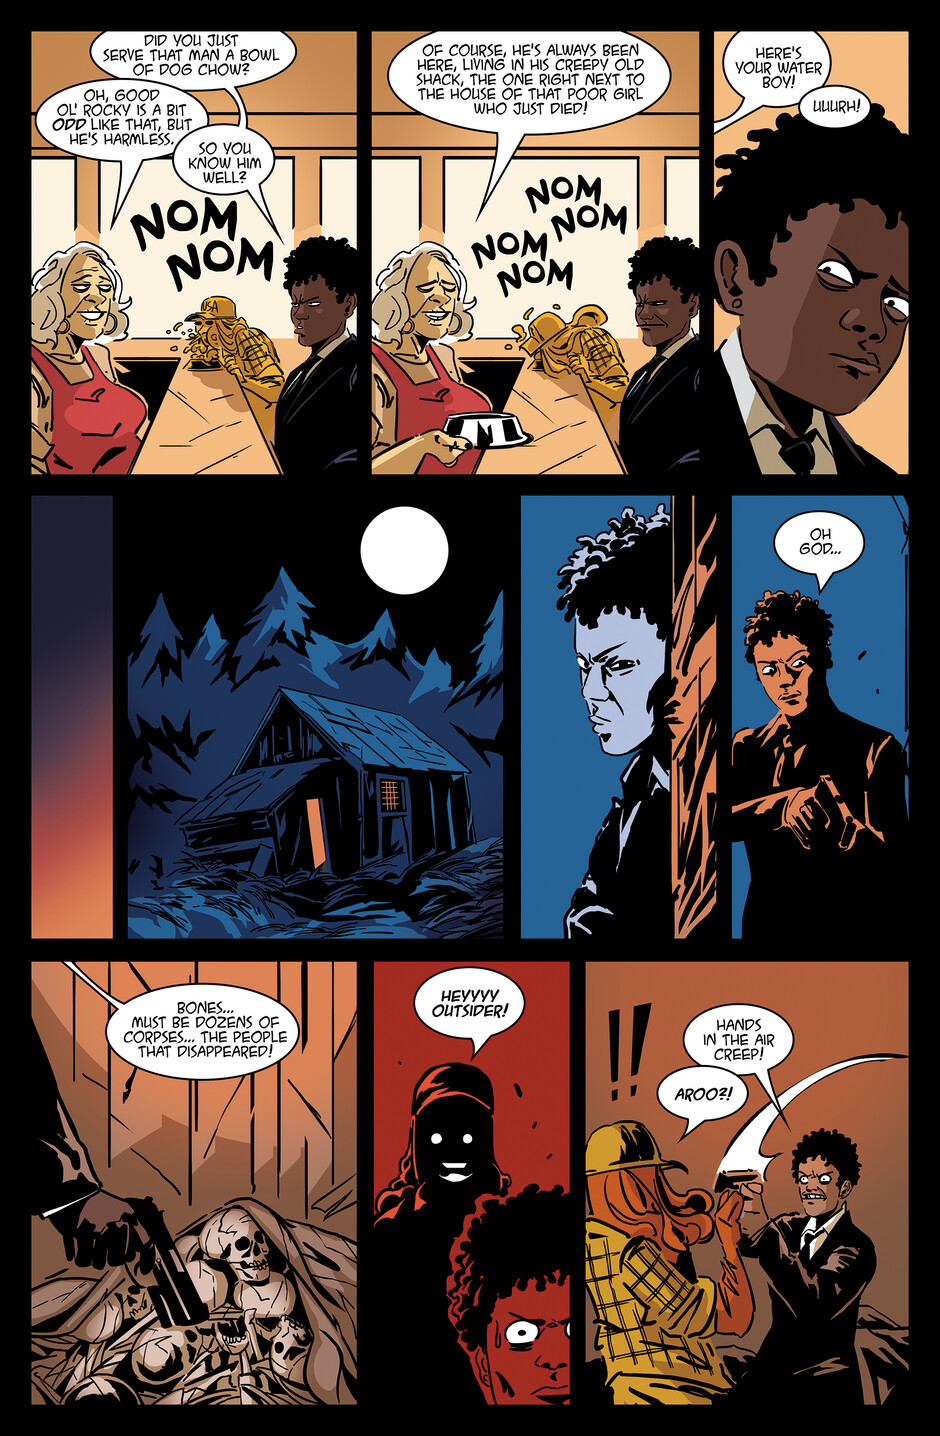 DID YOU JUST
SERVE THAT MAN A BOWL
OF DOG CHOW?
OH, GOOD
OL' ROCKY IS A BIT
ODD LIKE THAT, BUT
HE'S HARMLESS.
SO YOU
KNOW HIM
WELL?
NOM
NOM
OF COURSE, HE'S ALWAYS BEEN
HERE, LIVING IN HIS CREEPY OLD
SHACK, THE ONE RIGHT NEXT TO
THE HOUSE OF THAT POOR GIRL
WHO JUST DIED!
NOM
NOM
NOM
NOM
HERE'S
YOUR WATER
BOY!
UUURH!
OH
GOD...
BONES...
MUST BE DOZENS OF
CORPSES... THE PEOPLE
THAT DISAPPEARED!
HEYYYY
OUTSIDER!
!!
HANDS
IN THE AIR
CREEP!
AROO?!